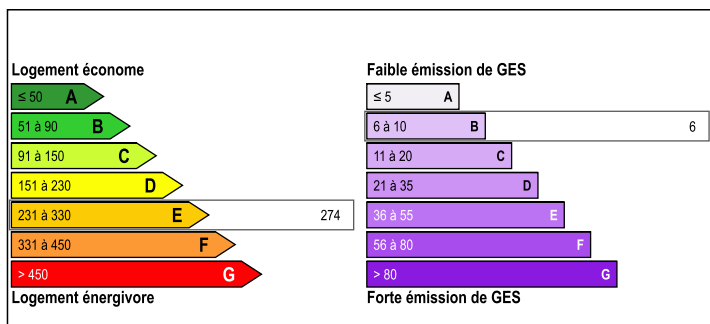 Logement économe
≤ 50 A
51 à 90 B
91 à 150 C
151 à 230 D
231 à 330 E 274
331 à 450 F
> 450 G
Logement énergivore
Faible émission de GES
≤ 5 A
6 à 10 B 6
11 à 20 C
21 à 35 D
36 à 55 E
56 à 80 F
> 80 G
Forte émission de GES